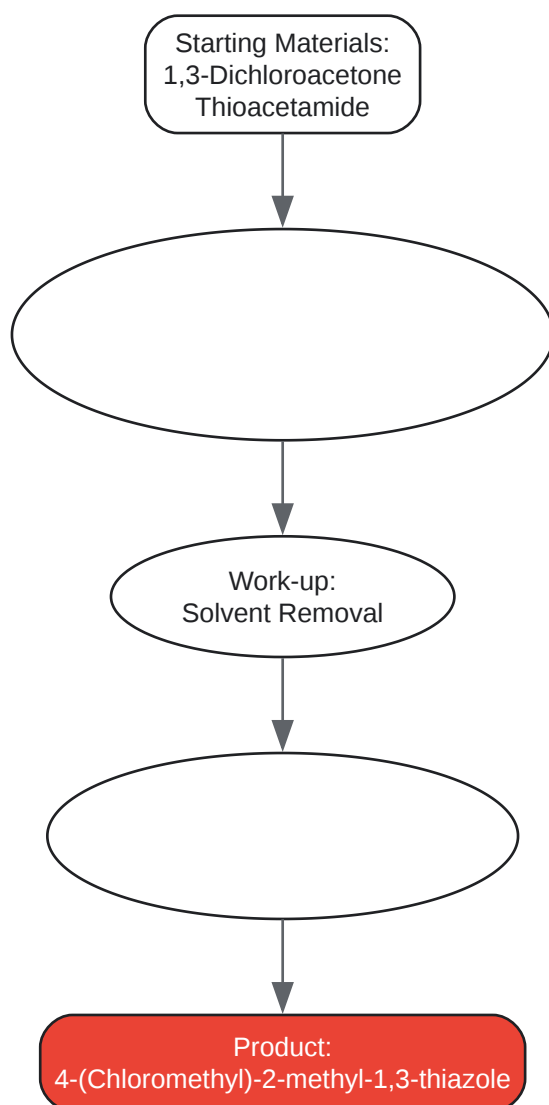 Starting Materials:
1,3-Dichloroacetone
Thioacetamide
Work-up:
Solvent Removal
Product:
4-(Chloromethyl)-2-methyl-1,3-thiazole